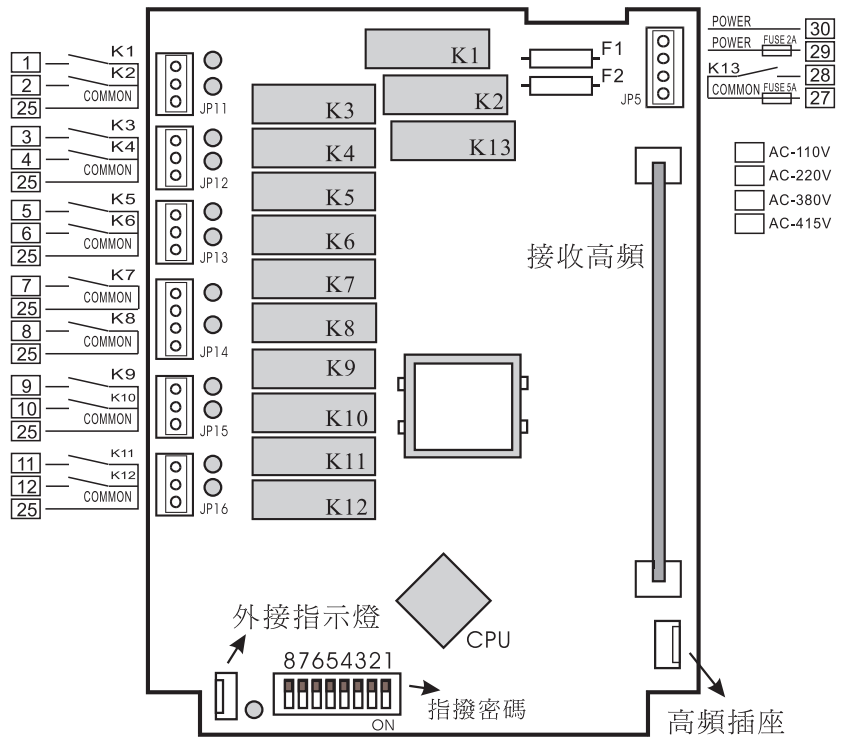 1 K1
2 K2
25 COMMON
JP11
3 K3
4 K4
25 COMMON
JP12
5 K5
6 K6
25 COMMON
JP13
7 K7
25 COMMON
8 K8
25 COMMON
JP14
9 K9
10 K10
25 COMMON
JP15
11 K11
12 K12
25 COMMON
JP16
K1
K2
K3
K13
K4
K5
K6
K7
K8
K9
K10
K11
K12
F1
F2
JP5
POWER 30
POWER FUSE 2A 29
K13 28
COMMON FUSE 5A 27
AC-110V
AC-220V
AC-380V
AC-415V
接收高頻
CPU
外接指示燈
87654321
ON
指撥密碼
高頻插座